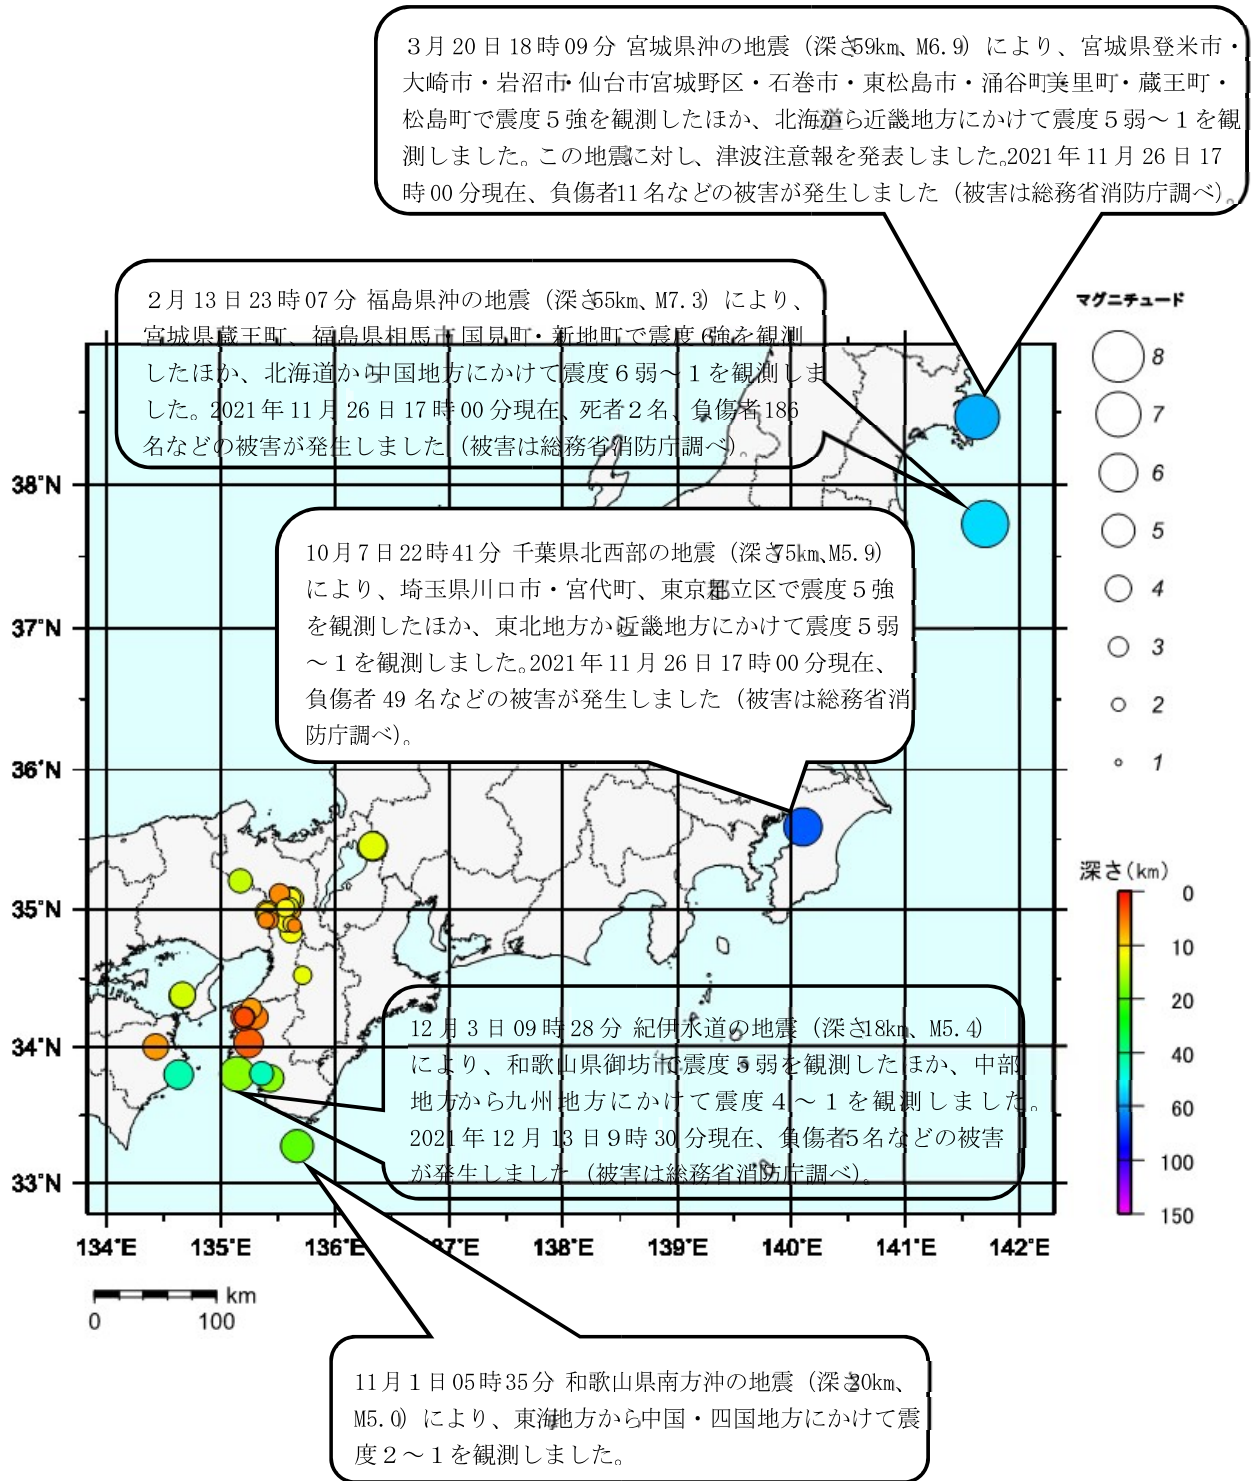 ３月20日18時09分 宮城県沖の地震（深さ59km、M6.9）により、宮城県登米市・
大崎市・岩沼市・仙台市宮城野区・石巻市・東松島市・涌谷町・美里町・蔵王町・
松島町で震度５強を観測したほか、北海道から近畿地方にかけて震度５弱～１を観
測しました。この地震に対し、津波注意報を発表しました。2021年11月26日17
時00分現在、負傷者11名などの被害が発生しました（被害は総務省消防庁調べ）。
２月13日23時07分 福島県沖の地震（深さ55km、M7.3）により、
宮城県蔵王町、福島県相馬市・国見町・新地町で震度６強を観測
したほか、北海道から中国地方にかけて震度６弱～１を観測しま
した。2021年11月26日17時00分現在、死者２名、負傷者186
名などの被害が発生しました（被害は総務省消防庁調べ）。
マグニチュード
8
7
6
5
4
3
2
1
10月7日22時41分 千葉県北西部の地震（深さ75km、M5.9）
により、埼玉県川口市・宮代町、東京都足立区で震度５強
を観測したほか、東北地方から近畿地方にかけて震度５弱
～１を観測しました。2021年11月26日17時00分現在、
負傷者49名などの被害が発生しました（被害は総務省消
防庁調べ）。
38°N
37°N
36°N
35°N
34°N
33°N
深さ(km)
0
10
20
40
60
100
150
12月3日09時28分 紀伊水道の地震（深さ18km、M5.4）
により、和歌山県御坊市で震度５弱を観測したほか、中部
地方から九州地方にかけて震度４～１を観測しました。
2021年12月13日９時30分現在、負傷者5名などの被害
が発生しました（被害は総務省消防庁調べ）。
134°E 135°E 136°E 137°E 138°E 139°E 140°E 141°E 142°E
km
0 100
11月１日05時35分 和歌山県南方沖の地震（深さ20km、
M5.0）により、東海地方から中国・四国地方にかけて震
度２～１を観測しました。